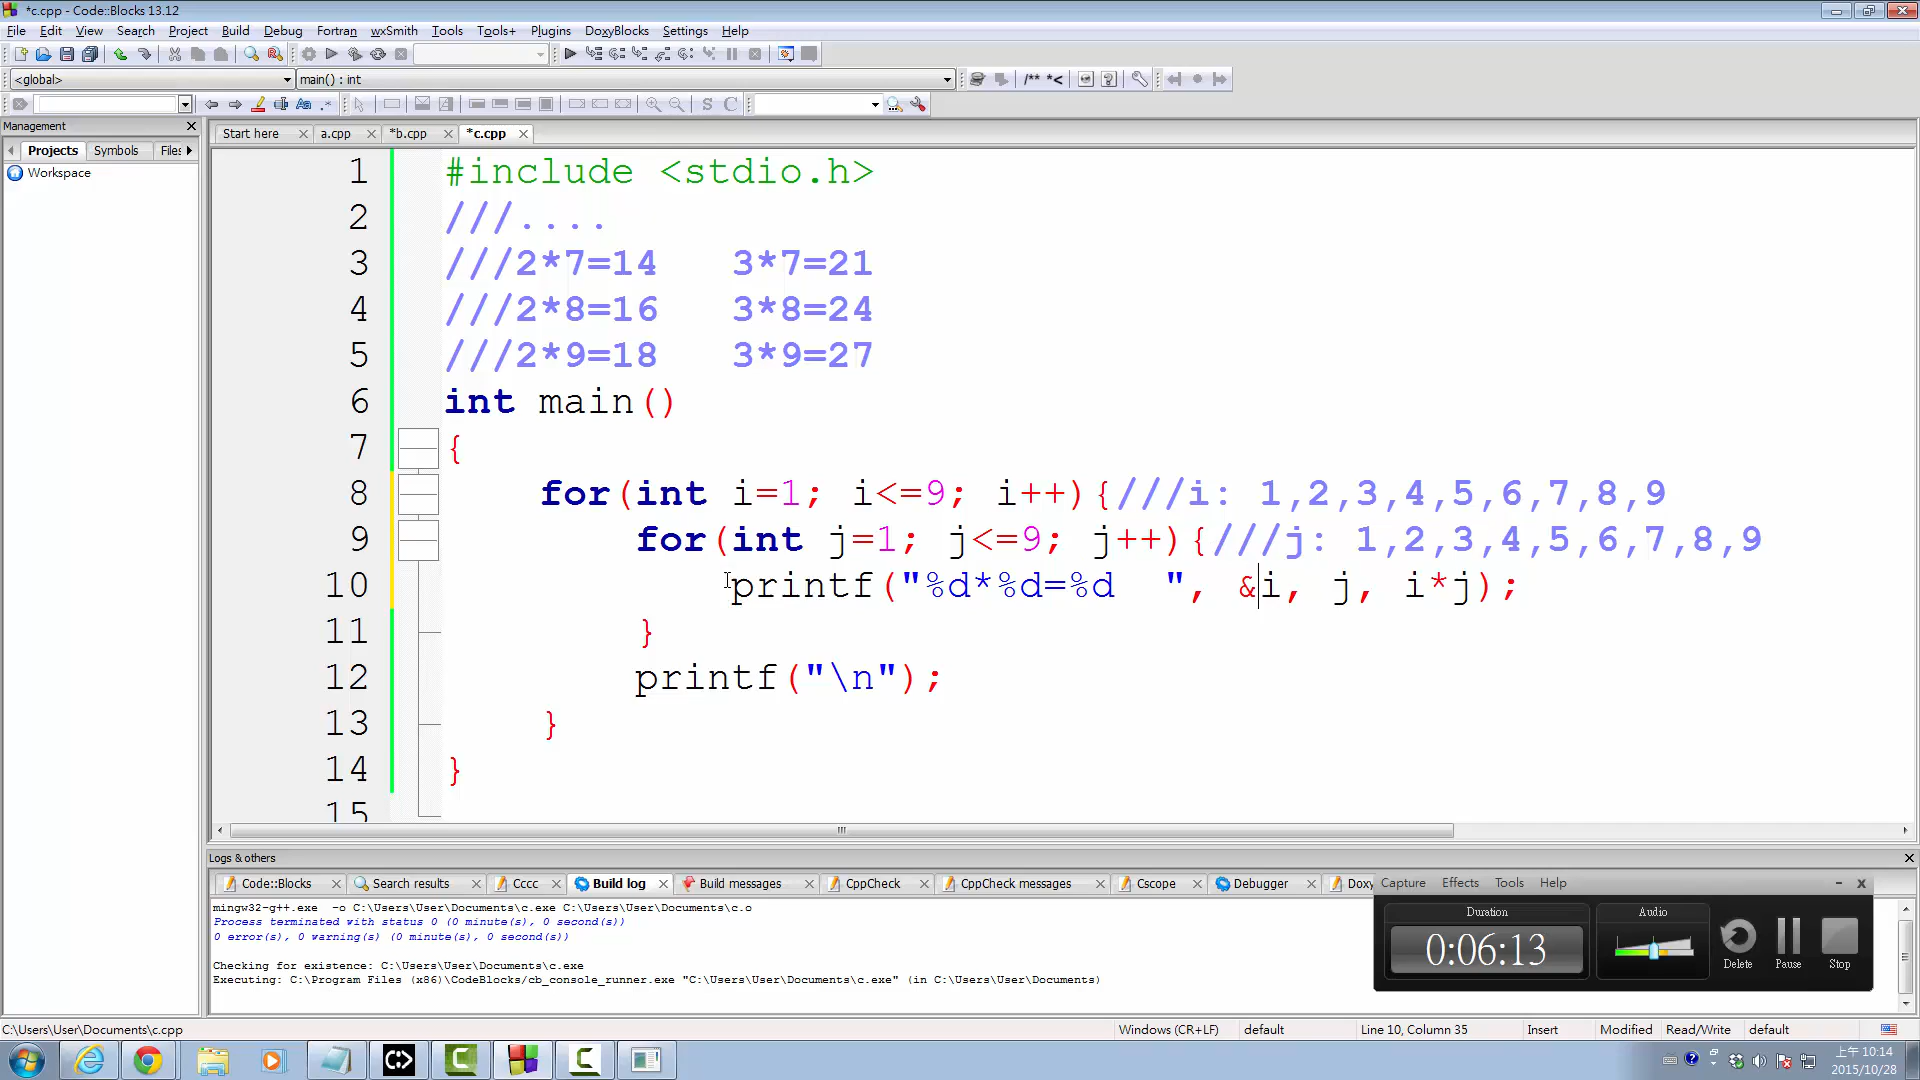 *c.cpp - Code::Blocks 13.12
File Edit View Search Project Build Debug Fortran wxSmith Tools Tools+ Plugins DoxyBlocks Settings Help
<global> main() : int
/** *<
Management
Projects Symbols Files
Workspace
Start here a.cpp *b.cpp *c.cpp
1 #include <stdio.h>
2 ///....
3 ///2*7=14 3*7=21
4 ///2*8=16 3*8=24
5 ///2*9=18 3*9=27
6 int main()
7 {
8 for(int i=1; i<=9; i++){///i: 1,2,3,4,5,6,7,8,9
9 for(int j=1; j<=9; j++){///j: 1,2,3,4,5,6,7,8,9
10 printf("%d*%d=%d ", &i, j, i*j);
11 }
12 printf("\n");
13 }
14 }
15
Logs & others
Code::Blocks Search results Cccc Build log Build messages CppCheck CppCheck messages Cscope Debugger Doxy
mingw32-g++.exe -o C:\Users\User\Documents\c.exe C:\Users\User\Documents\c.o
Process terminated with status 0 (0 minute(s), 0 second(s))
0 error(s), 0 warning(s) (0 minute(s), 0 second(s))
Checking for existence: C:\Users\User\Documents\c.exe
Executing: C:\Program Files (x86)\CodeBlocks/cb_console_runner.exe "C:\Users\User\Documents\c.exe" (in C:\Users\User\Documents)
Capture Effects Tools Help
Duration
0:06:13
Audio
Delete Pause Stop
C:\Users\User\Documents\c.cpp Windows (CR+LF) default Line 10, Column 35 Insert Modified Read/Write default
上午 10:14
2015/10/28